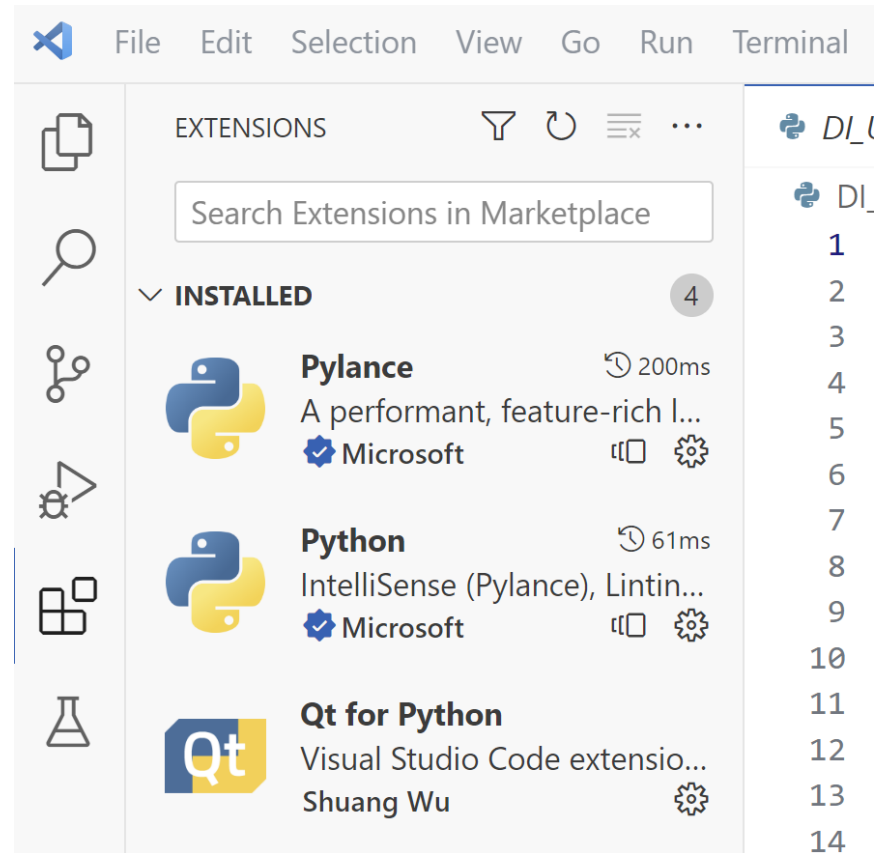 File Edit Selection View Go Run Terminal
EXTENSIONS
DI_
Search Extensions in Marketplace
DI_
INSTALLED
4
Pylance
200ms
A performant, feature-rich l...
Microsoft
Python
61ms
IntelliSense (Pylance), Lintin...
Microsoft
Qt
Qt for Python
Visual Studio Code extensio...
Shuang Wu
1
2
3
4
5
6
7
8
9
10
11
12
13
14